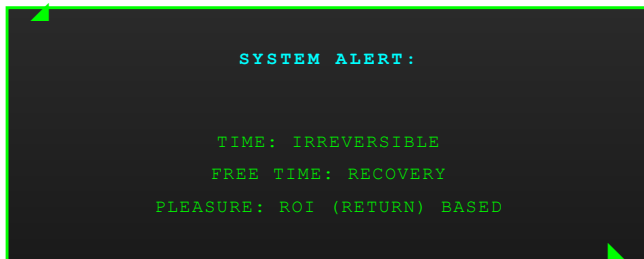 SYSTEM ALERT:
TIME: IRREVERSIBLE
FREE TIME: RECOVERY
PLEASURE: ROI (RETURN) BASED